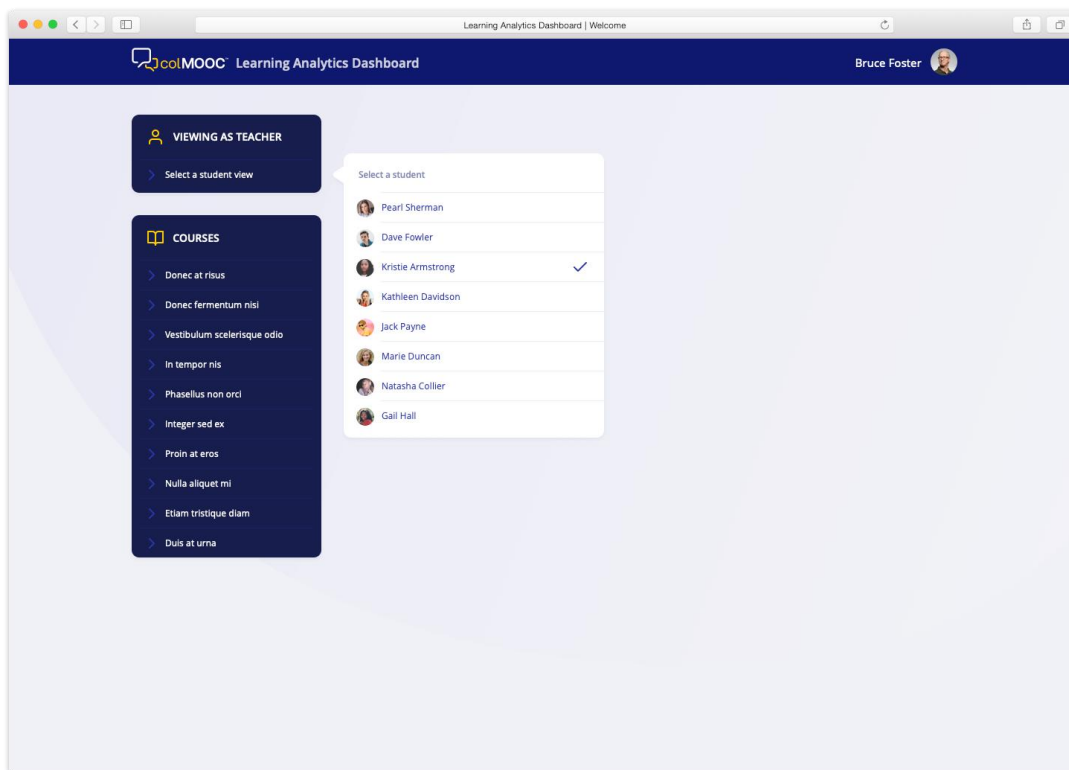 Learning Analytics Dashboard | Welcome
colMOOC™ Learning Analytics Dashboard
Bruce Foster
VIEWING AS TEACHER
Select a student view
Select a student
Pearl Sherman
Dave Fowler
Kristie Armstrong
Kathleen Davidson
Jack Payne
Marie Duncan
Natasha Collier
Gail Hall
COURSES
Donec at risus
Donec fermentum nisi
Vestibulum scelerisque odio
In tempor nis
Phasellus non orci
Integer sed ex
Proin at eros
Nulla aliquet mi
Etiam tristique diam
Duis at urna